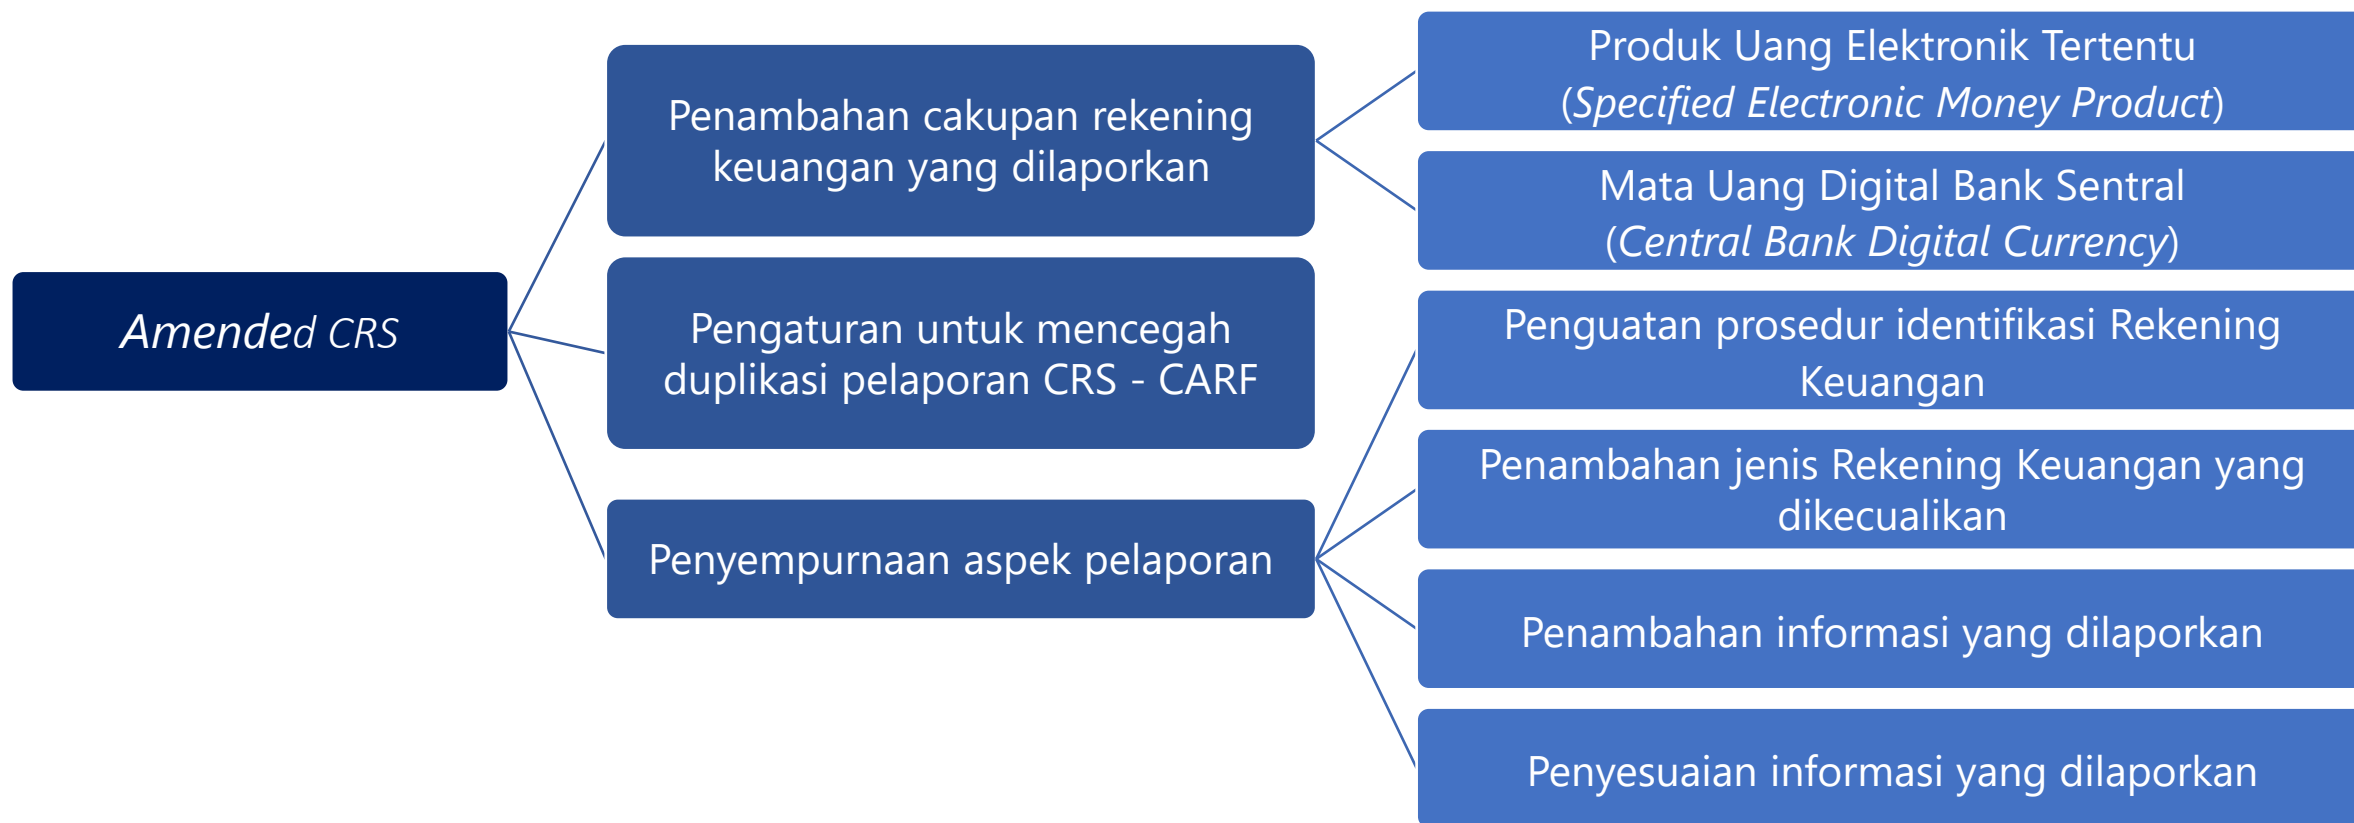 Amended CRS
Penambahan cakupan rekening
keuangan yang dilaporkan
Produk Uang Elektronik Tertentu
(Specified Electronic Money Product)
Mata Uang Digital Bank Sentral
(Central Bank Digital Currency)
Pengaturan untuk mencegah
duplikasi pelaporan CRS - CARF
Penyempurnaan aspek pelaporan
Penguatan prosedur identifikasi Rekening
Keuangan
Penambahan jenis Rekening Keuangan yang
dikecualikan
Penambahan informasi yang dilaporkan
Penyesuaian informasi yang dilaporkan